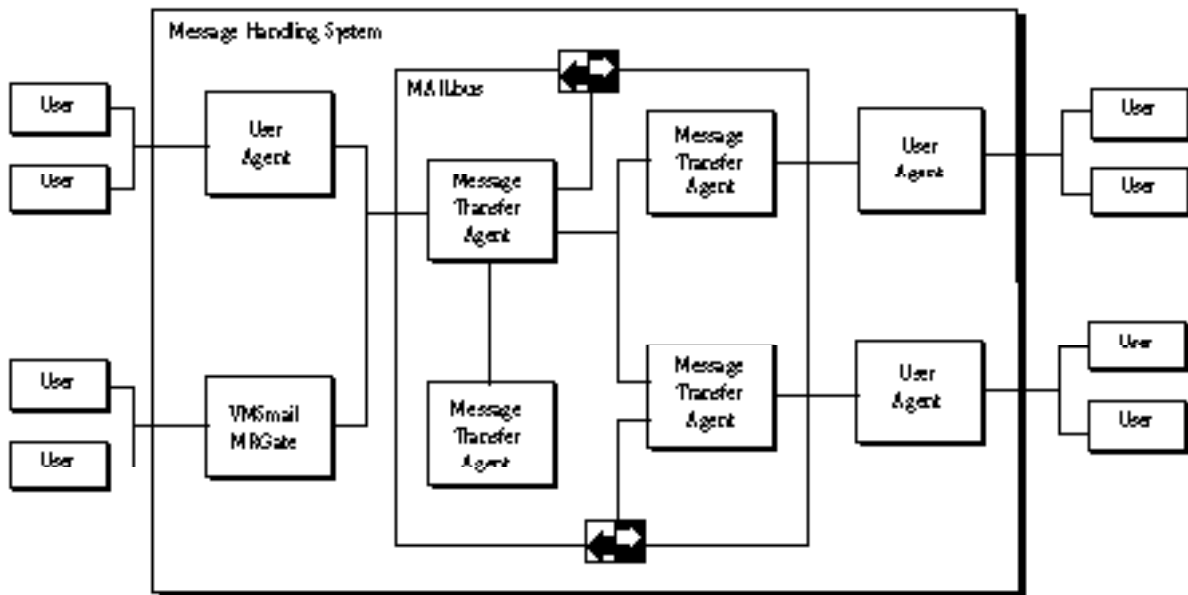 Message Handling System
MAILbus
User
User
User
Agent
Message
Transfer
Agent
Message
Transfer
Agent
User
Agent
User
User
User
User
VMSmail
MRGate
Message
Transfer
Agent
Message
Transfer
Agent
User
Agent
User
User